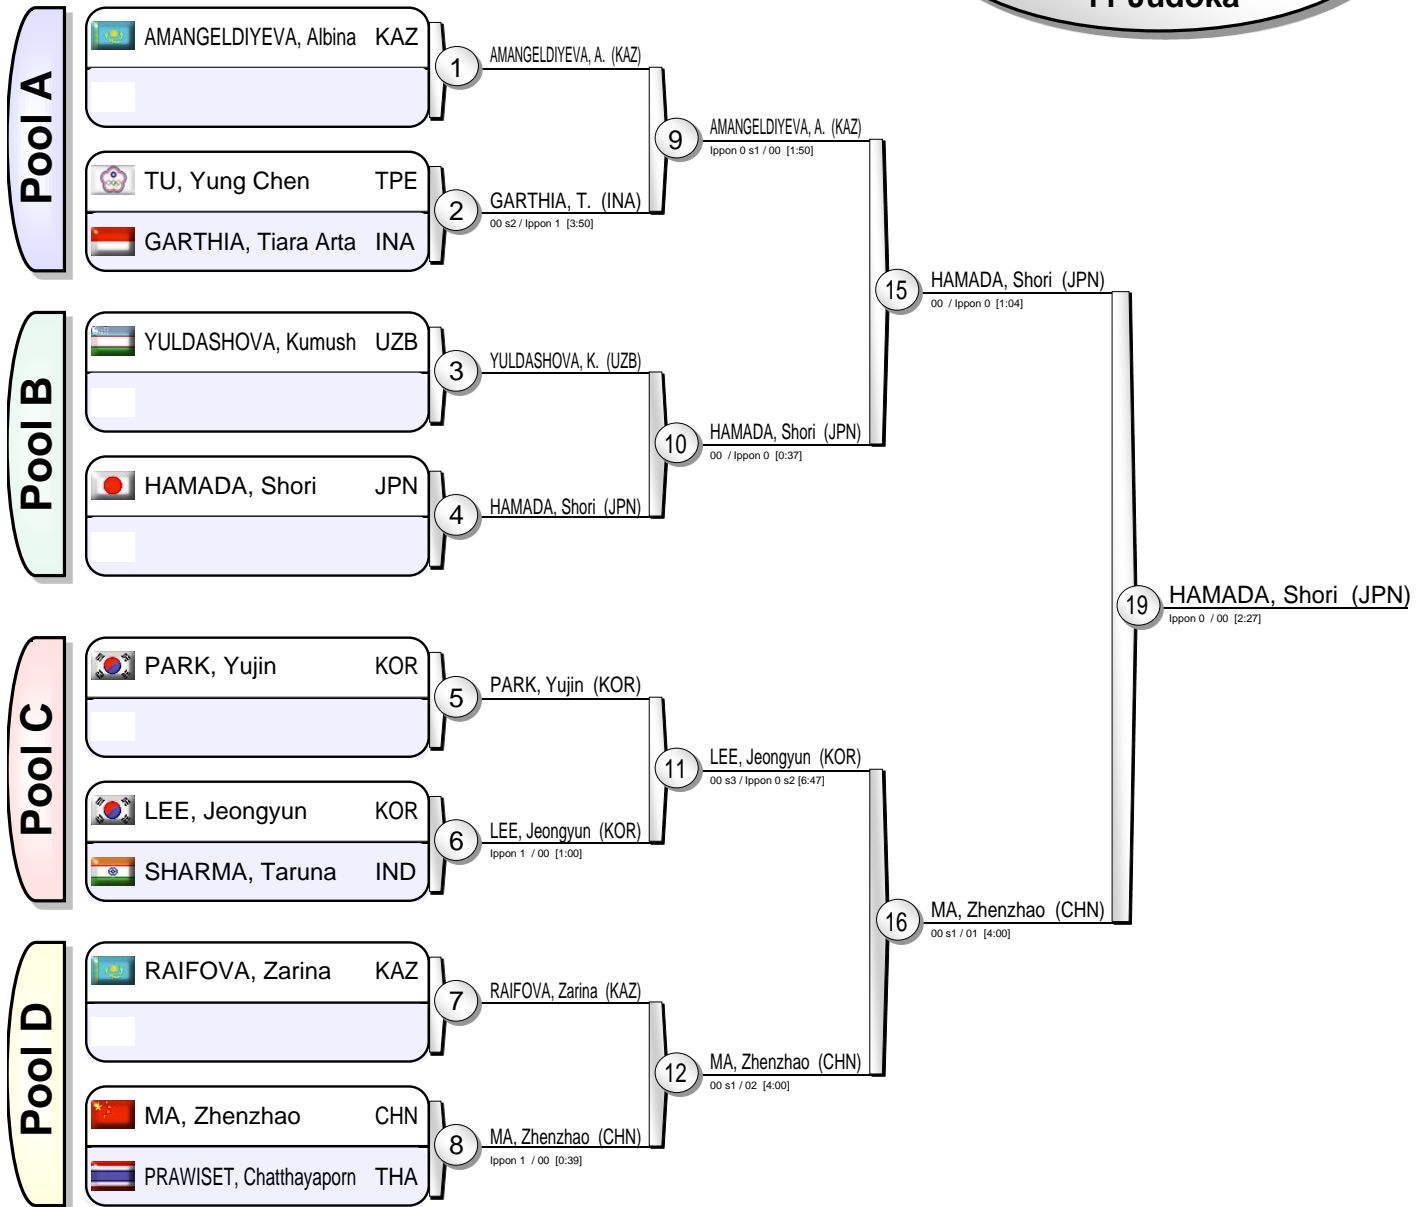 11 Judoka
Pool A
AMANGELDIYEVA, Albina KAZ
1
AMANGELDIYEVA, A. (KAZ)
TU, Yung Chen TPE
GARTHIA, Tiara Arta INA
2
GARTHIA, T. (INA)
00 s2 / Ippon 1 [3:50]
9
AMANGELDIYEVA, A. (KAZ)
Ippon 0 s1 / 00 [1:50]
Pool B
YULDASHOVA, Kumush UZB
3
YULDASHOVA, K. (UZB)
HAMADA, Shori JPN
4
HAMADA, Shori (JPN)
10
HAMADA, Shori (JPN)
00 / Ippon 0 [0:37]
15
HAMADA, Shori (JPN)
00 / Ippon 0 [1:04]
Pool C
PARK, Yujin KOR
5
PARK, Yujin (KOR)
LEE, Jeongyun KOR
SHARMA, Taruna IND
6
LEE, Jeongyun (KOR)
Ippon 1 / 00 [1:00]
11
LEE, Jeongyun (KOR)
00 s3 / Ippon 0 s2 [6:47]
Pool D
RAIFOVA, Zarina KAZ
7
RAIFOVA, Zarina (KAZ)
MA, Zhenzhao CHN
PRAWISET, Chatthayaporn THA
8
MA, Zhenzhao (CHN)
Ippon 1 / 00 [0:39]
12
MA, Zhenzhao (CHN)
00 s1 / 02 [4:00]
16
MA, Zhenzhao (CHN)
00 s1 / 01 [4:00]
19
HAMADA, Shori (JPN)
Ippon 0 / 00 [2:27]